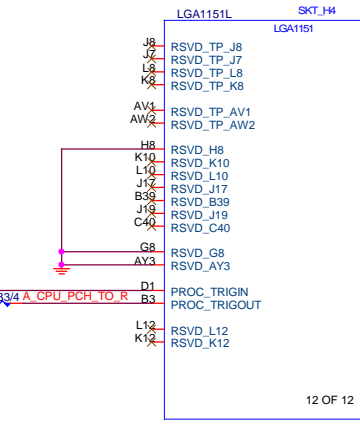 LGA1151L SKT_H4
LGA1151
J8 RSVD_TP_J8
J7 RSVD_TP_J7
L8 RSVD_TP_L8
K8 RSVD_TP_K8
AV1 RSVD_TP_AV1
AW2 RSVD_TP_AW2
H8 RSVD_H8
K10 RSVD_K10
L10 RSVD_L10
J17 RSVD_J17
B39 RSVD_B39
J19 RSVD_J19
C40 RSVD_C40
G8 RSVD_G8
AY3 RSVD_AY3
D1 PROC_TRIGIN
33/4 A_CPU_PCH_TO_R B3 PROC_TRIGOUT
L12 RSVD_L12
K12 RSVD_K12
12 OF 12